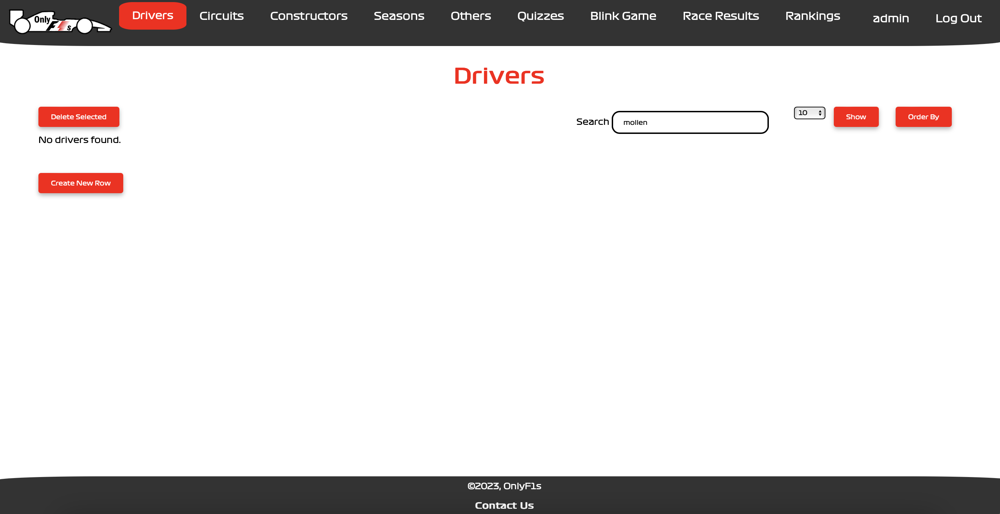 Only F1s
Drivers Circuits Constructors Seasons Others Quizzes Blink Game Race Results Rankings admin Log Out
Drivers
Delete Selected Search mollen 10 Show Order By
No drivers found.
Create New Row
©2023, OnlyF1s
Contact Us